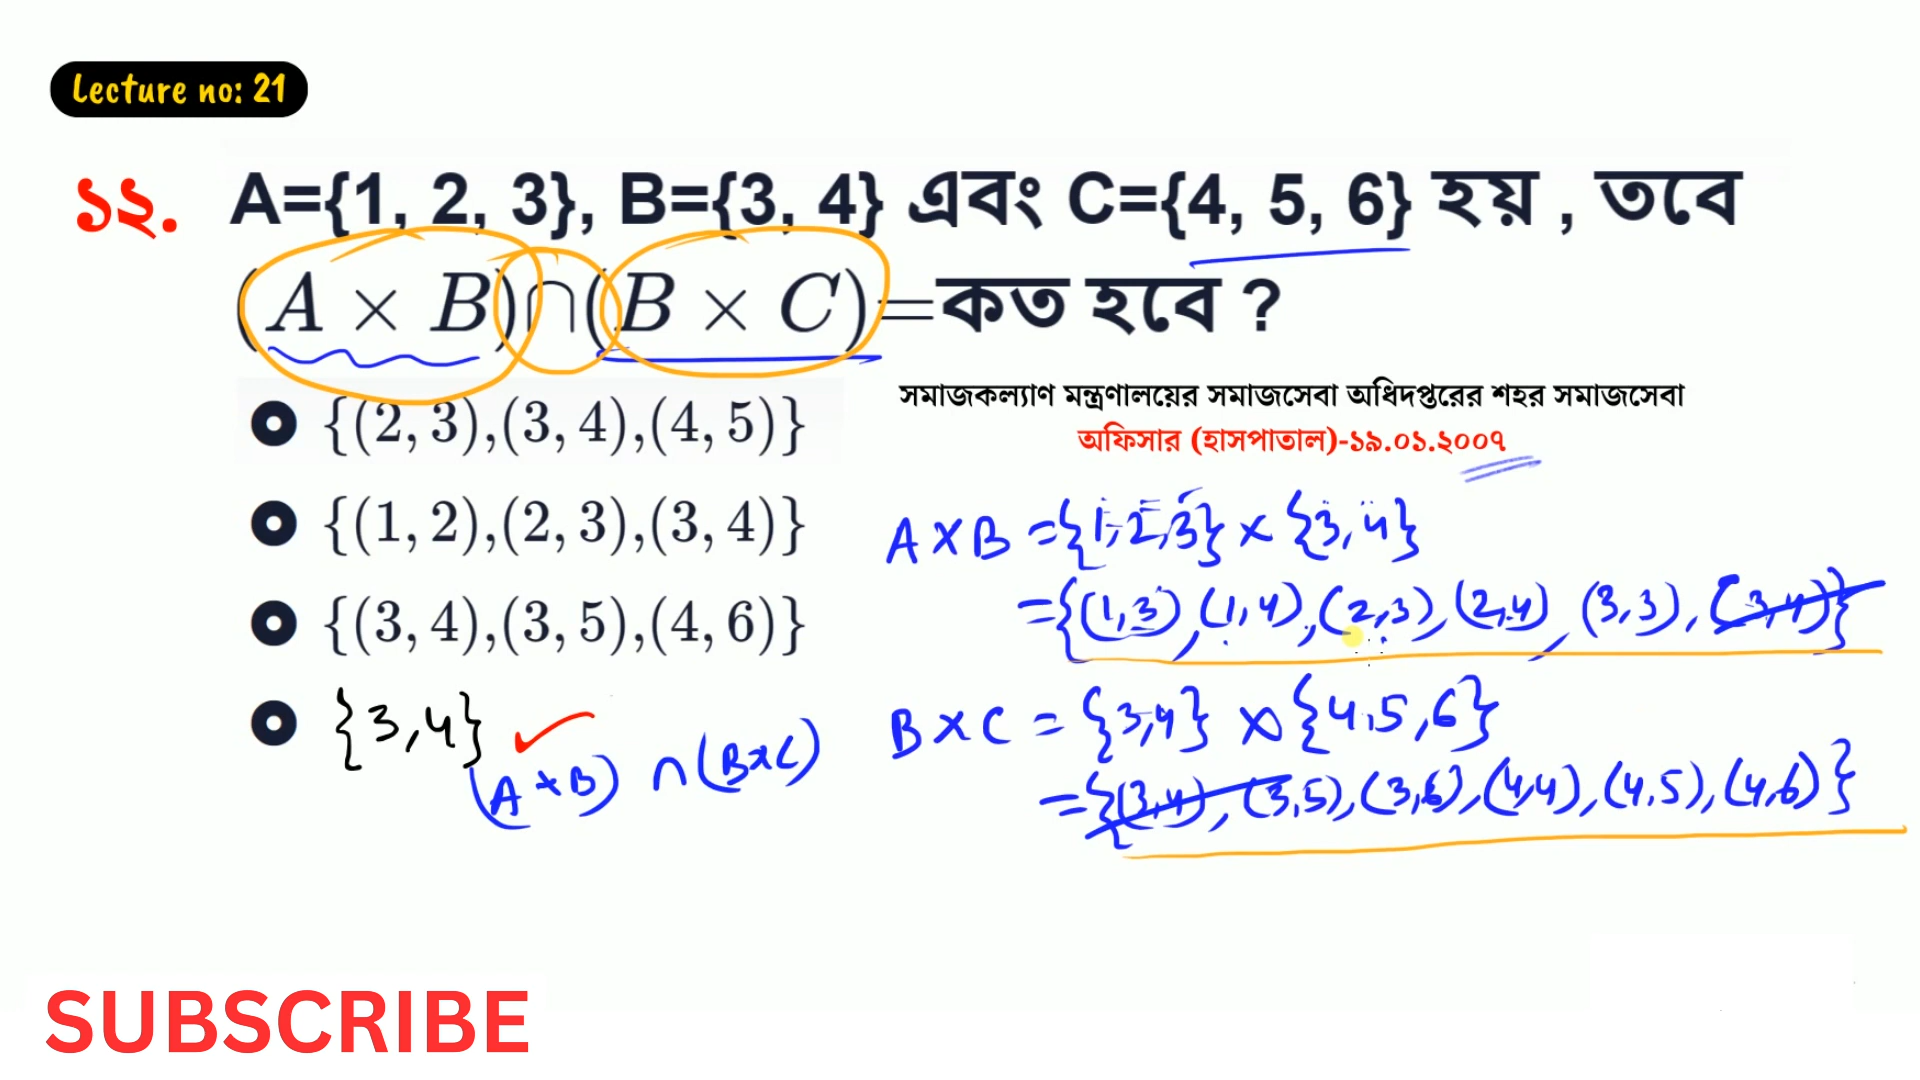 Lecture no: 21
১২. A={1, 2, 3}, B={3, 4} এবং C={4, 5, 6} হয় , তবে
(A × B)∩(B × C)=কত হবে ?
{(2, 3),(3, 4),(4, 5)}
{(1, 2),(2, 3),(3, 4)}
{(3, 4),(3, 5),(4, 6)}
{3,4}
(A×B) ∩ (B×C)
সমাজকল্যাণ মন্ত্রণালয়ের সমাজসেবা অধিদপ্তরের শহর সমাজসেবা
অফিসার (হাসপাতাল)-১৯.০১.২০০৭
A×B = {1,2,3} × {3,4}
= {(1,3), (1,4), (2,3), (2,4), (3,3), (3,4)}
B×C = {3,4} × {4,5,6}
= {(3,4), (3,5), (3,6), (4,4), (4,5), (4,6)}
SUBSCRIBE